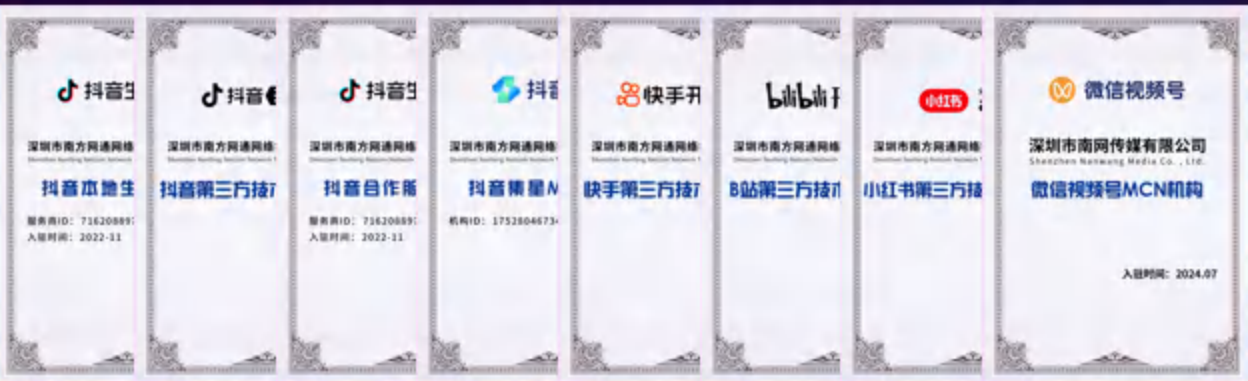 抖音生
深圳市南方网通网络
抖音本地生
服务商ID: 716208897
入驻时间: 2022-11
抖音
深圳市南方网通网络
抖音第三方技术
抖音生
深圳市南方网通网络
抖音合作服
服务商ID: 716208897
入驻时间: 2022-11
抖音
深圳市南方网通网络
抖音集星M
机构ID: 17528046734
快手开
深圳市南方网通网络
快手第三方技术
bilibili 开
深圳市南方网通网络
B站第三方技术
小红书
深圳市南方网通网络
小红书第三方技
微信视频号
深圳市南网传媒有限公司
Shenzhen Nanwang Media Co. , Ltd.
微信视频号MCN机构
入驻时间: 2024.07